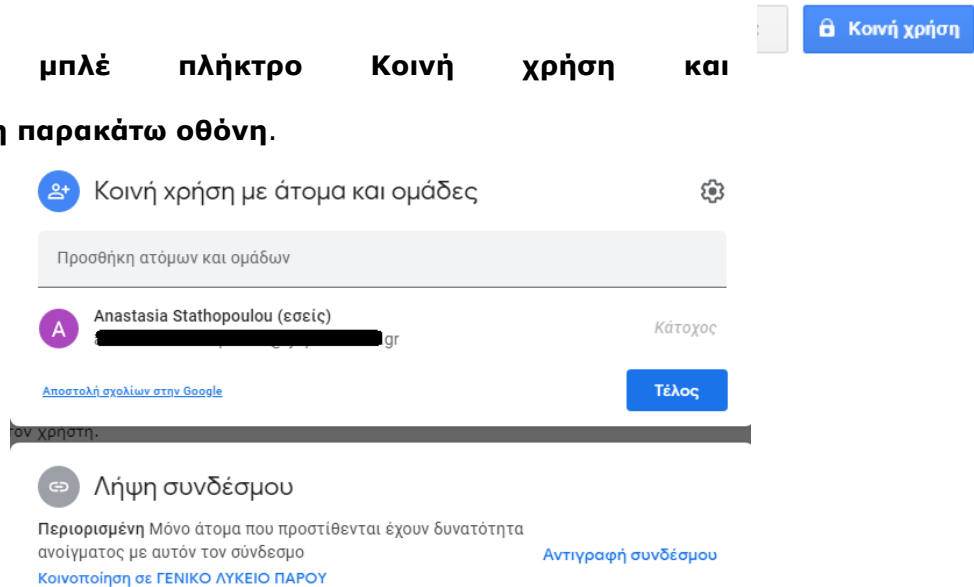 Κοινή χρήση
μπλέ πλήκτρο Κοινή χρήση και
παρακάτω οθόνη.
Κοινή χρήση με άτομα και ομάδες
Προσθήκη ατόμων και ομάδων
A
Anastasia Stathopoulou (εσείς)
gr
Κάτοχος
Αποστολή σχολίων στην Google
Τέλος
τον χρήστη.
Λήψη συνδέσμου
Περιορισμένη Μόνο άτομα που προστίθενται έχουν δυνατότητα
ανοίγματος με αυτόν τον σύνδεσμο
Αντιγραφή συνδέσμου
Κοινοποίηση σε ΓΕΝΙΚΟ ΛΥΚΕΙΟ ΠΑΡΟΥ